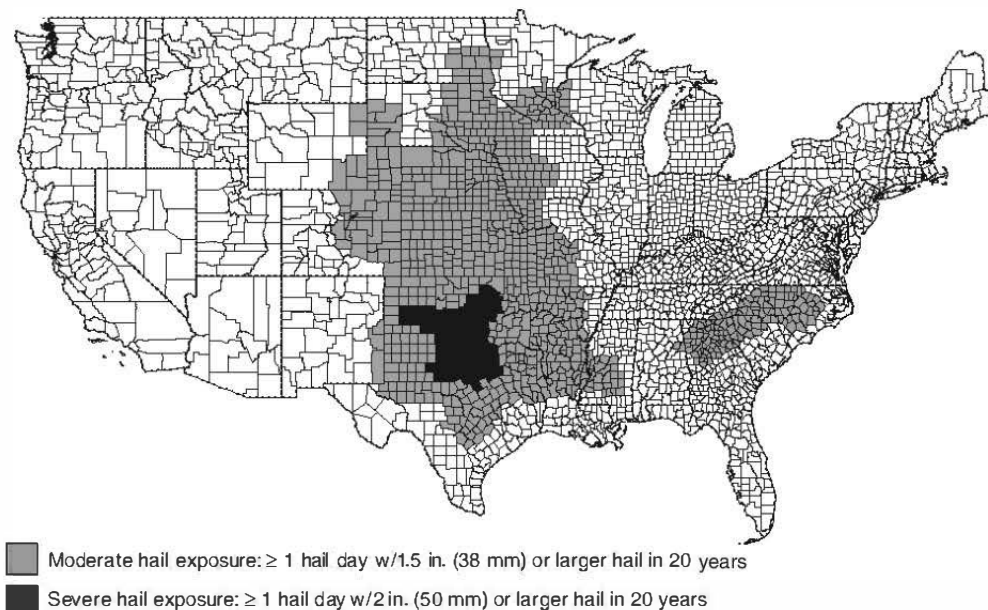 Moderate hail exposure: ≥ 1 hail day w/1.5 in. (38 mm) or larger hail in 20 years
Severe hail exposure: ≥ 1 hail day w/2 in. (50 mm) or larger hail in 20 years